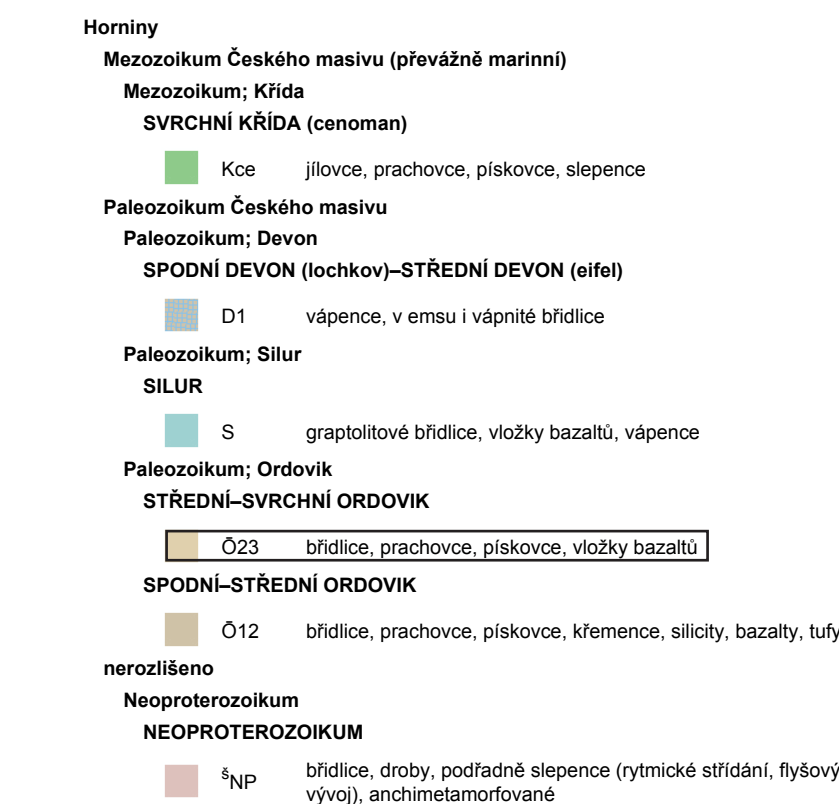 Horniny
Mezozoikum Českého masivu (převážně marinní)
Mezozoikum; Křída
SVRCHNÍ KŘÍDA (cenoman)
Kce jílovce, prachovce, pískovce, slepence
Paleozoikum Českého masivu
Paleozoikum; Devon
SPODNÍ DEVON (lochkov)–STŘEDNÍ DEVON (eifel)
D1 vápence, v emsu i vápnité břidlice
Paleozoikum; Silur
SILUR
S graptolitové břidlice, vložky bazaltů, vápence
Paleozoikum; Ordovik
STŘEDNÍ–SVRCHNÍ ORDOVIK
Ō23 břidlice, prachovce, pískovce, vložky bazaltů
SPODNÍ–STŘEDNÍ ORDOVIK
Ō12 břidlice, prachovce, pískovce, křemence, silicity, bazalty, tufy
nerozlišeno
Neoproterozoikum
NEOPROTEROZOIKUM
šNP břidlice, droby, podřadně slepence (rytmické střídání, flyšový
vývoj), anchimetamorfované